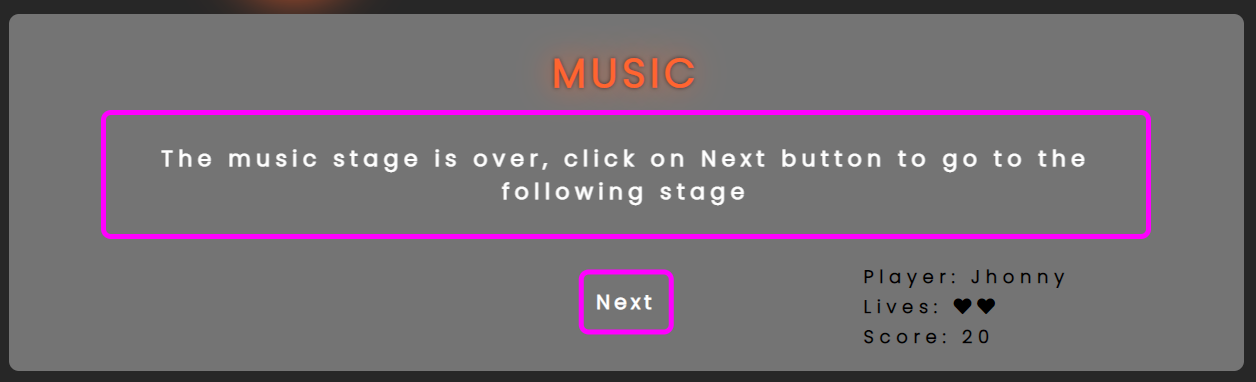 MUSIC
The music stage is over, click on Next button to go to the
following stage
Next
Player: Jhonny
Lives: ♥♥
Score: 20